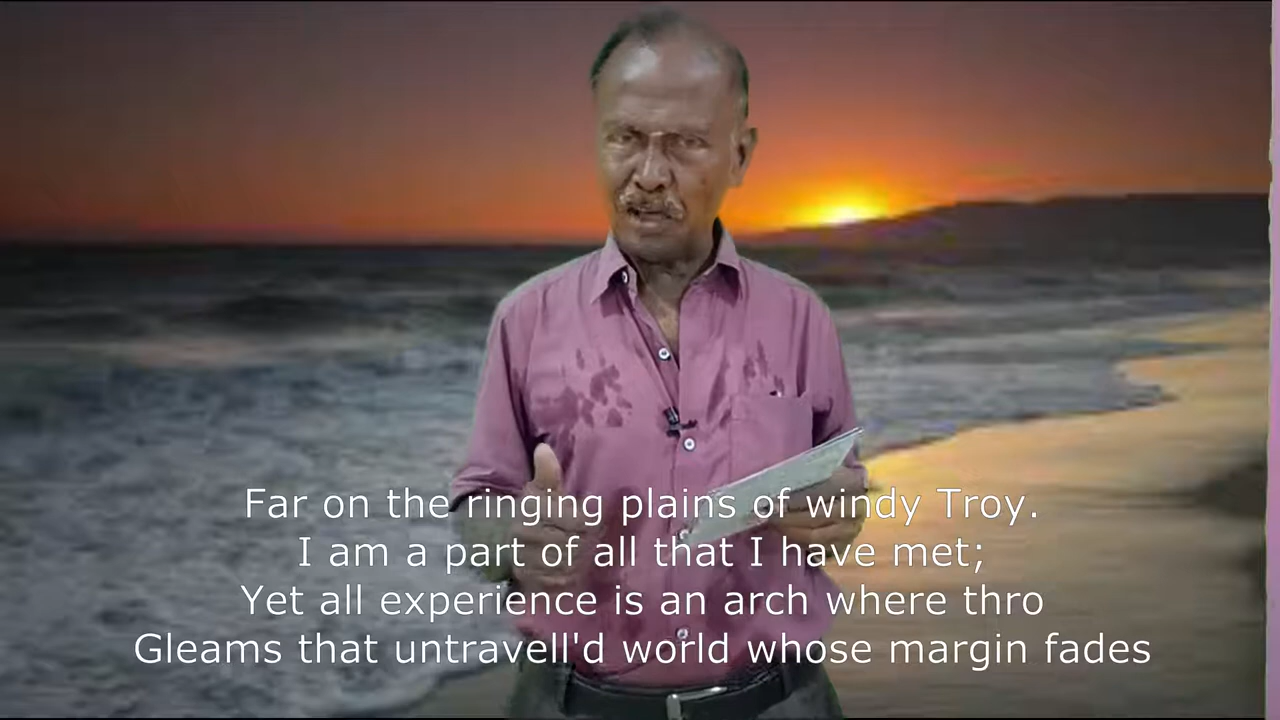 Far on the ringing plains of windy Troy.
I am a part of all that I have met;
Yet all experience is an arch where thro
Gleams that untravell'd world whose margin fades